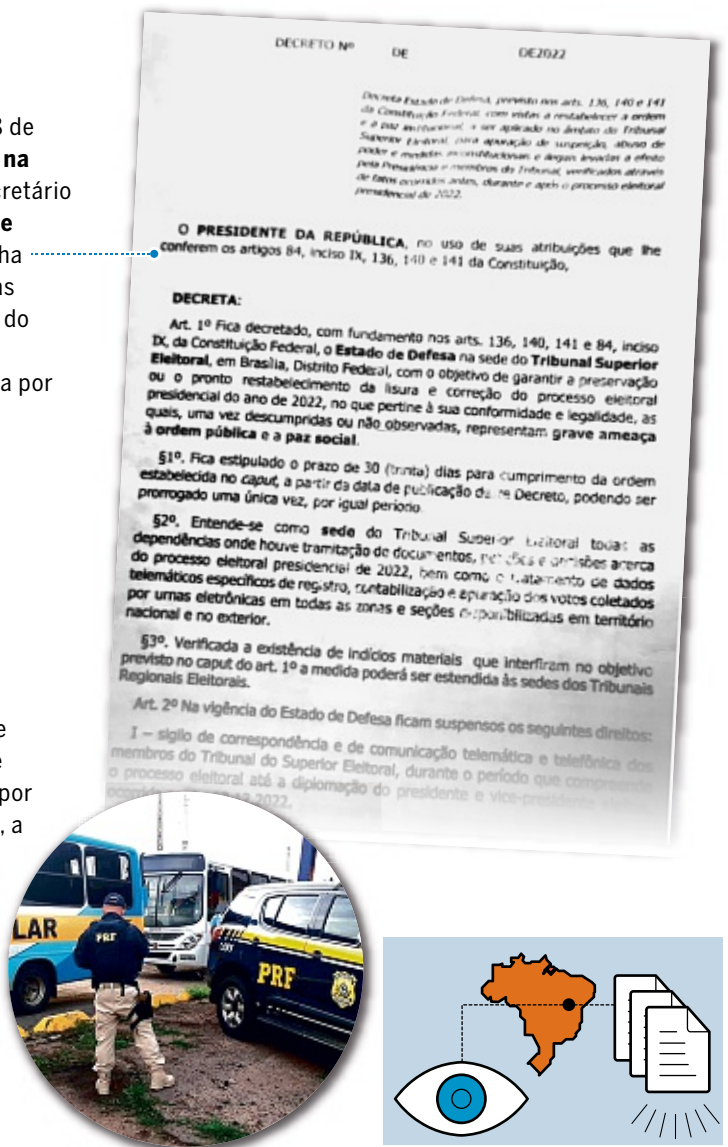 3 de
na
cretário
e
ha
as
do
a por
e
e
por
, a
DECRETO Nº DE DE2022
Decreta Estado de Defesa, previsto nos arts. 136, 140 e 141
da Constituição Federal, com vistas a restabelecer a ordem
e a paz institucional, a ser aplicado no âmbito do Tribunal
Superior Eleitoral, para apuração de suspeição, abuso de
poder e medidas inconstitucionais e ilegais levadas a efeito
pela Presidência e membros do Tribunal, verificados através
de fatos ocorridos antes, durante e após o processo eleitoral
presidencial de 2022.
O PRESIDENTE DA REPÚBLICA, no uso de suas atribuições que lhe
conferem os artigos 84, inciso IX, 136, 140 e 141 da Constituição,
DECRETA:
Art. 1º Fica decretado, com fundamento nos arts. 136, 140, 141 e 84, inciso
IX, da Constituição Federal, o Estado de Defesa na sede do Tribunal Superior
Eleitoral, em Brasília, Distrito Federal, com o objetivo de garantir a preservação
ou o pronto restabelecimento da lisura e correção do processo eleitoral
presidencial do ano de 2022, no que pertine à sua conformidade e legalidade, as
quais, uma vez descumpridas ou não observadas, representam grave ameaça
à ordem pública e a paz social.
§1º. Fica estipulado o prazo de 30 (trinta) dias para cumprimento da ordem
estabelecida no caput, a partir da data de publicação deste Decreto, podendo ser
prorrogado uma única vez, por igual período.
§2º. Entende-se como sede do Tribunal Superior Eleitoral todas as
dependências onde houve tramitação de documentos, petições e decisões acerca
do processo eleitoral presidencial de 2022, bem como o tratamento de dados
telemáticos específicos de registro, contabilização e apuração dos votos coletados
por urnas eletrônicas em todas as zonas e seções disponibilizadas em território
nacional e no exterior.
§3º. Verificada a existência de indícios materiais que interfiram no objetivo
previsto no caput do art. 1º a medida poderá ser estendida às sedes dos Tribunais
Regionais Eleitorais.
Art. 2º Na vigência do Estado de Defesa ficam suspensos os seguintes direitos:
I – sigilo de correspondência e de comunicação telemática e telefônica dos
membros do Tribunal do Superior Eleitoral, durante o período que compreende
o processo eleitoral até a diplomação do presidente e vice-presidente
2022.
LAR
PRF
PRF